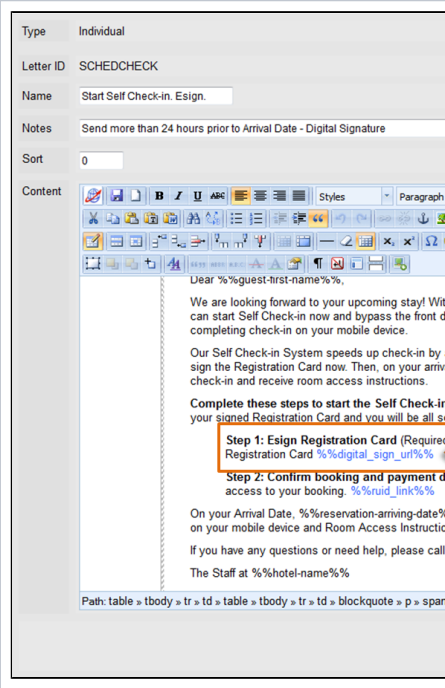 Type Individual
Letter ID SCHEDCHECK
Name Start Self Check-in. Esign.
Notes Send more than 24 hours prior to Arrival Date - Digital Signature
Sort 0
Content
B I U ABC Styles Paragraph
Dear %%guest-first-name%%,
We are looking forward to your upcoming stay! Wit
can start Self Check-in now and bypass the front d
completing check-in on your mobile device.
Our Self Check-in System speeds up check-in by
sign the Registration Card now. Then, on your arriv
check-in and receive room access instructions.
Complete these steps to start the Self Check-in
your signed Registration Card and you will be all s
Step 1: Esign Registration Card (Required
Registration Card %%digital_sign_url%%
Step 2: Confirm booking and payment d
access to your booking. %%ruid_link%%
On your Arrival Date, %%reservation-arriving-date%
on your mobile device and Room Access Instructio
If you have any questions or need help, please call
The Staff at %%hotel-name%%
Path: table » tbody » tr » td » table » tbody » tr » td » blockquote » p » span